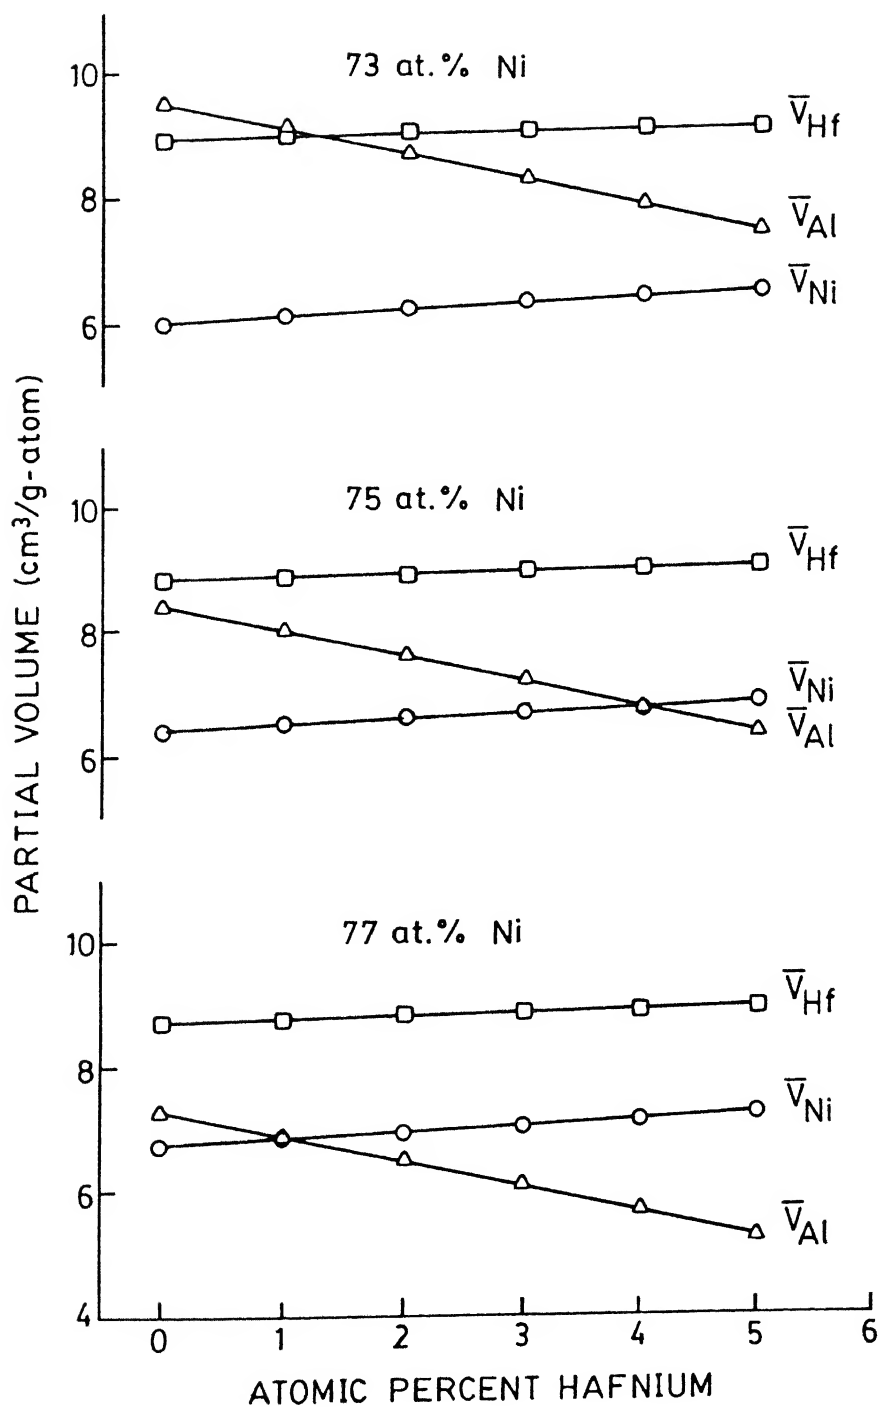 PARTIAL VOLUME (cm³/g-atom)
73 at.% Ni
10
8
6
V̅Hf
V̅Al
V̅Ni
75 at.% Ni
10
8
6
V̅Hf
V̅Ni
V̅Al
77 at.% Ni
10
8
6
4
V̅Hf
V̅Ni
V̅Al
0 1 2 3 4 5 6
ATOMIC PERCENT HAFNIUM